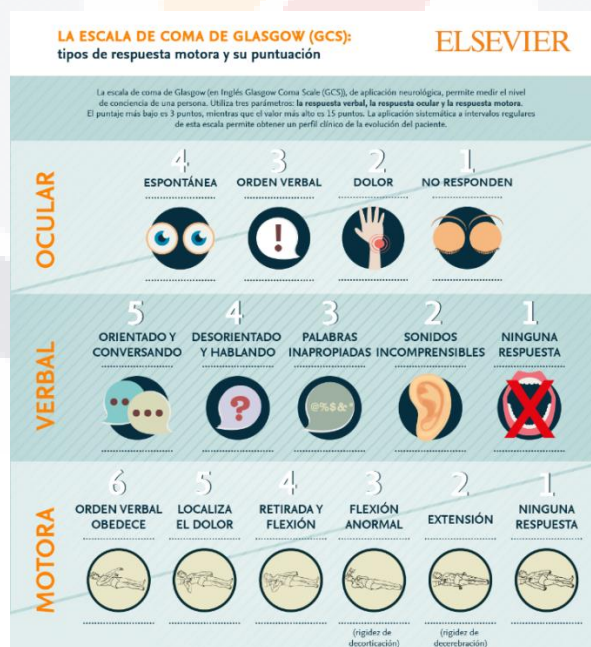 LA ESCALA DE COMA DE GLASGOW (GCS):
tipos de respuesta motora y su puntuación
ELSEVIER
La escala de coma de Glasgow (en Inglés Glasgow Coma Scale (GCS)), de aplicación neurológica, permite medir el nivel
de conciencia de una persona. Utiliza tres parámetros: la respuesta verbal, la respuesta ocular y la respuesta motora.
El puntaje más bajo es 3 puntos, mientras que el valor más alto es 15 puntos. La aplicación sistemática a intervalos regulares
de esta escala permite obtener un perfil clínico de la evolución del paciente.
OCULAR
4 3 2 1
ESPONTÁNEA ORDEN VERBAL DOLOR NO RESPONDEN
!
VERBAL
5 4 3 2 1
ORIENTADO Y DESORIENTADO PALABRAS SONIDOS NINGUNA
CONVERSANDO Y HABLANDO INAPROPIADAS INCOMPRENSIBLES RESPUESTA
? @%$&*
MOTORA
6 5 4 3 2 1
ORDEN VERBAL LOCALIZA RETIRADA Y FLEXIÓN EXTENSIÓN NINGUNA
OBEDECE EL DOLOR FLEXIÓN ANORMAL RESPUESTA
(rigidez de (rigidez de
decorticación) decerebración)